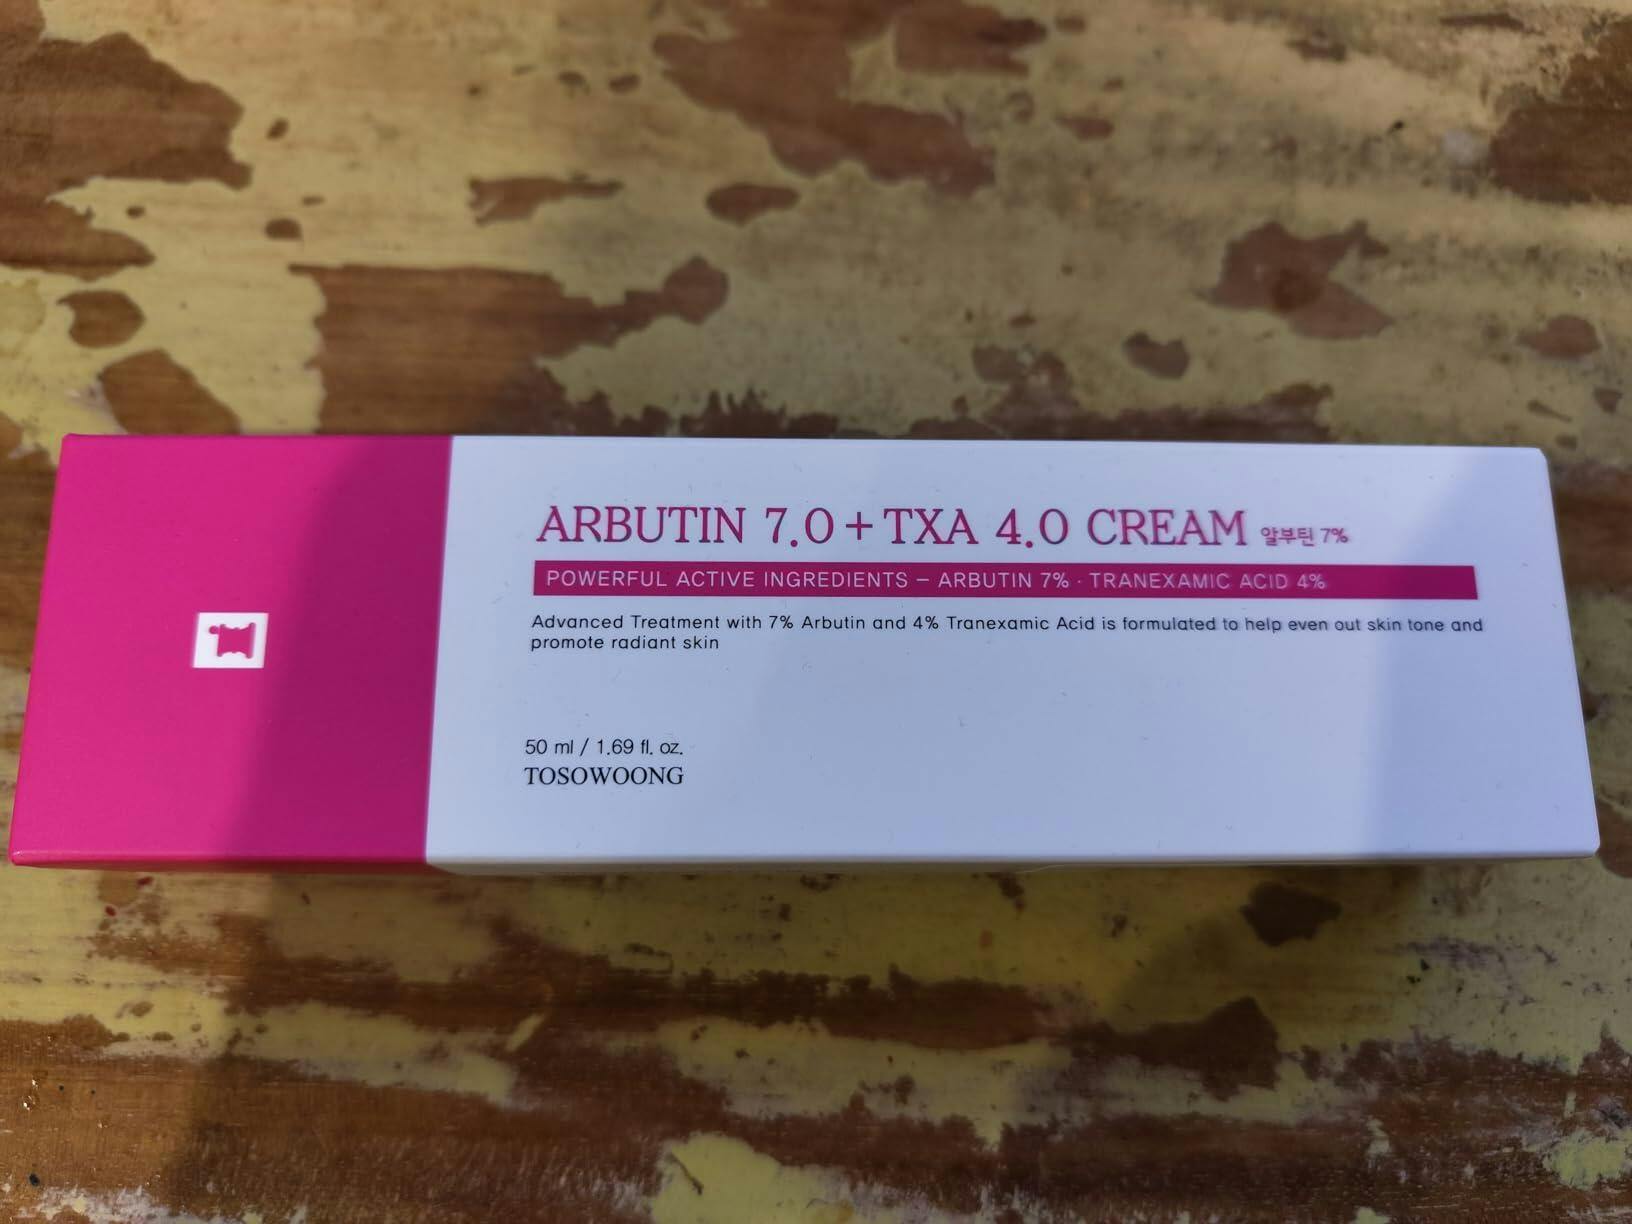 ARBUTIN 7.0+TXA 4.0 CREAM 알부틴 7%
POWERFUL ACTIVE INGREDIENTS – ARBUTIN 7% · TRANEXAMIC ACID 4%
Advanced Treatment with 7% Arbutin and 4% Tranexamic Acid is formulated to help even out skin tone and
promote radiant skin
50 ml / 1.69 fl. oz.
TOSOWOONG